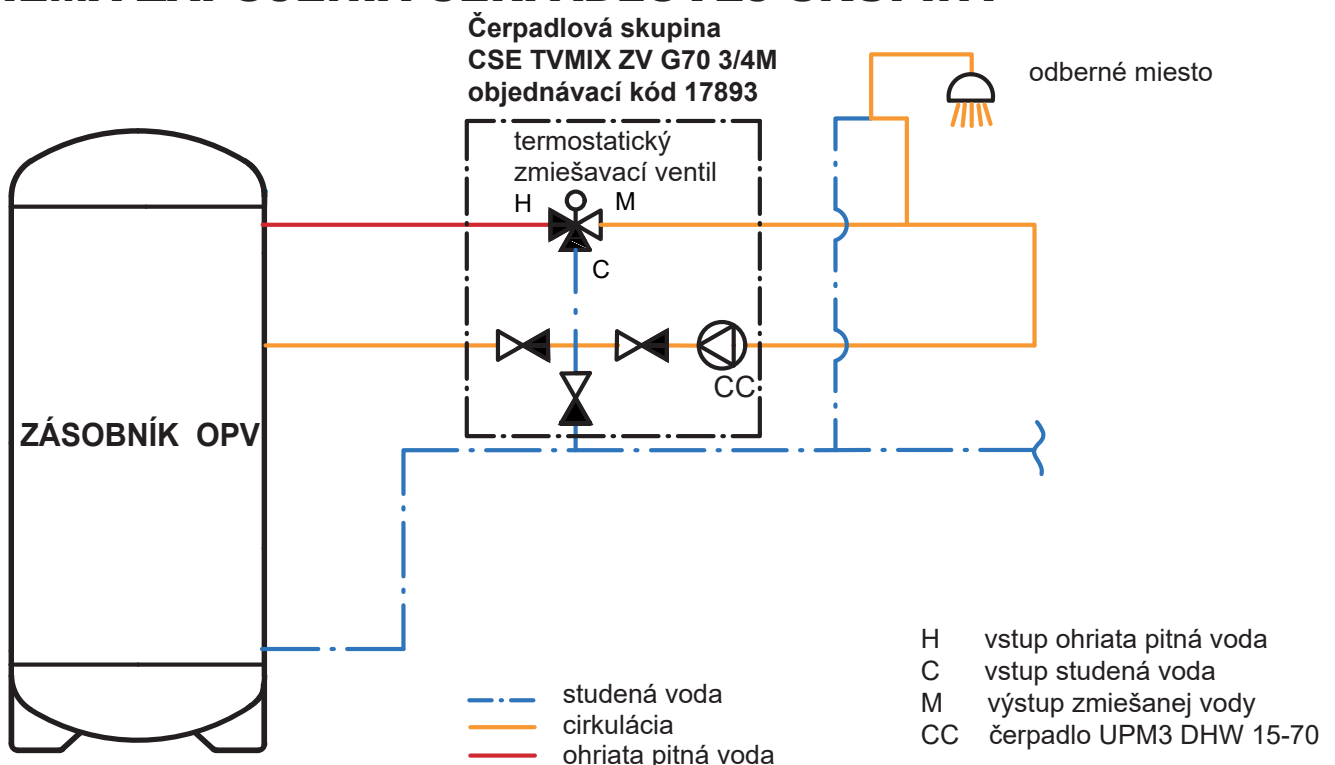 Čerpadlová skupina
CSE TVMIX ZV G70 3/4M
objednávací kód 17893
odberné miesto
termostatický
zmiešavací ventil
H
M
C
CC
ZÁSOBNÍK OPV
studená voda
cirkulácia
ohriata pitná voda
H vstup ohriata pitná voda
C vstup studená voda
M výstup zmiešanej vody
CC čerpadlo UPM3 DHW 15-70